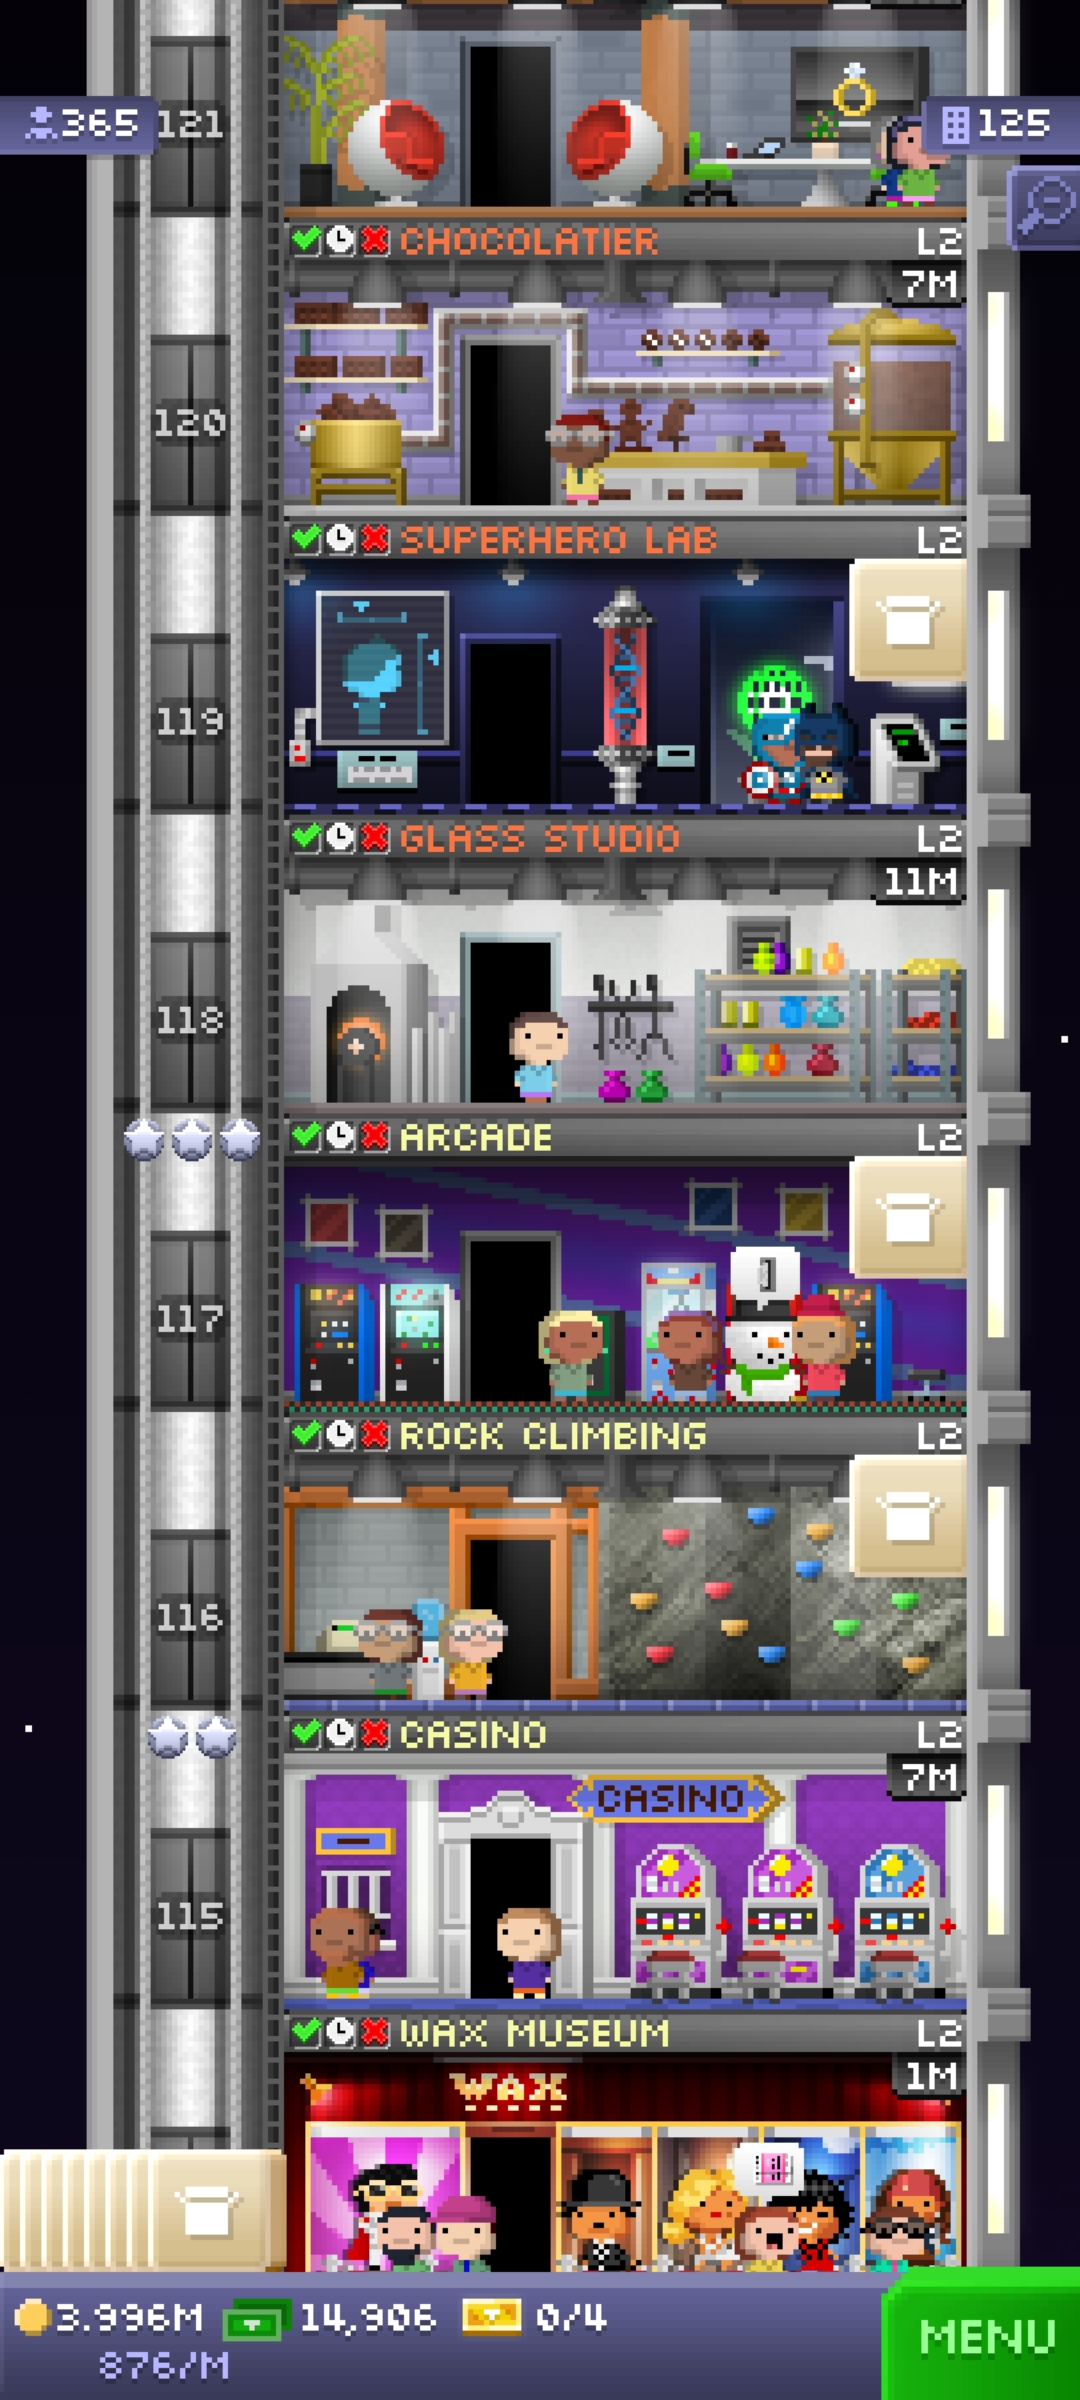 365
121
125
CHOCOLATIER L2
7M
120
SUPERHERO LAB L2
119
GLASS STUDIO L2
11M
118
ARCADE L2
117
ROCK CLIMBING L2
116
CASINO L2
7M
CASINO
115
WAX MUSEUM L2
1M
WAX
3.996M 14,906 0/4
876/M
MENU